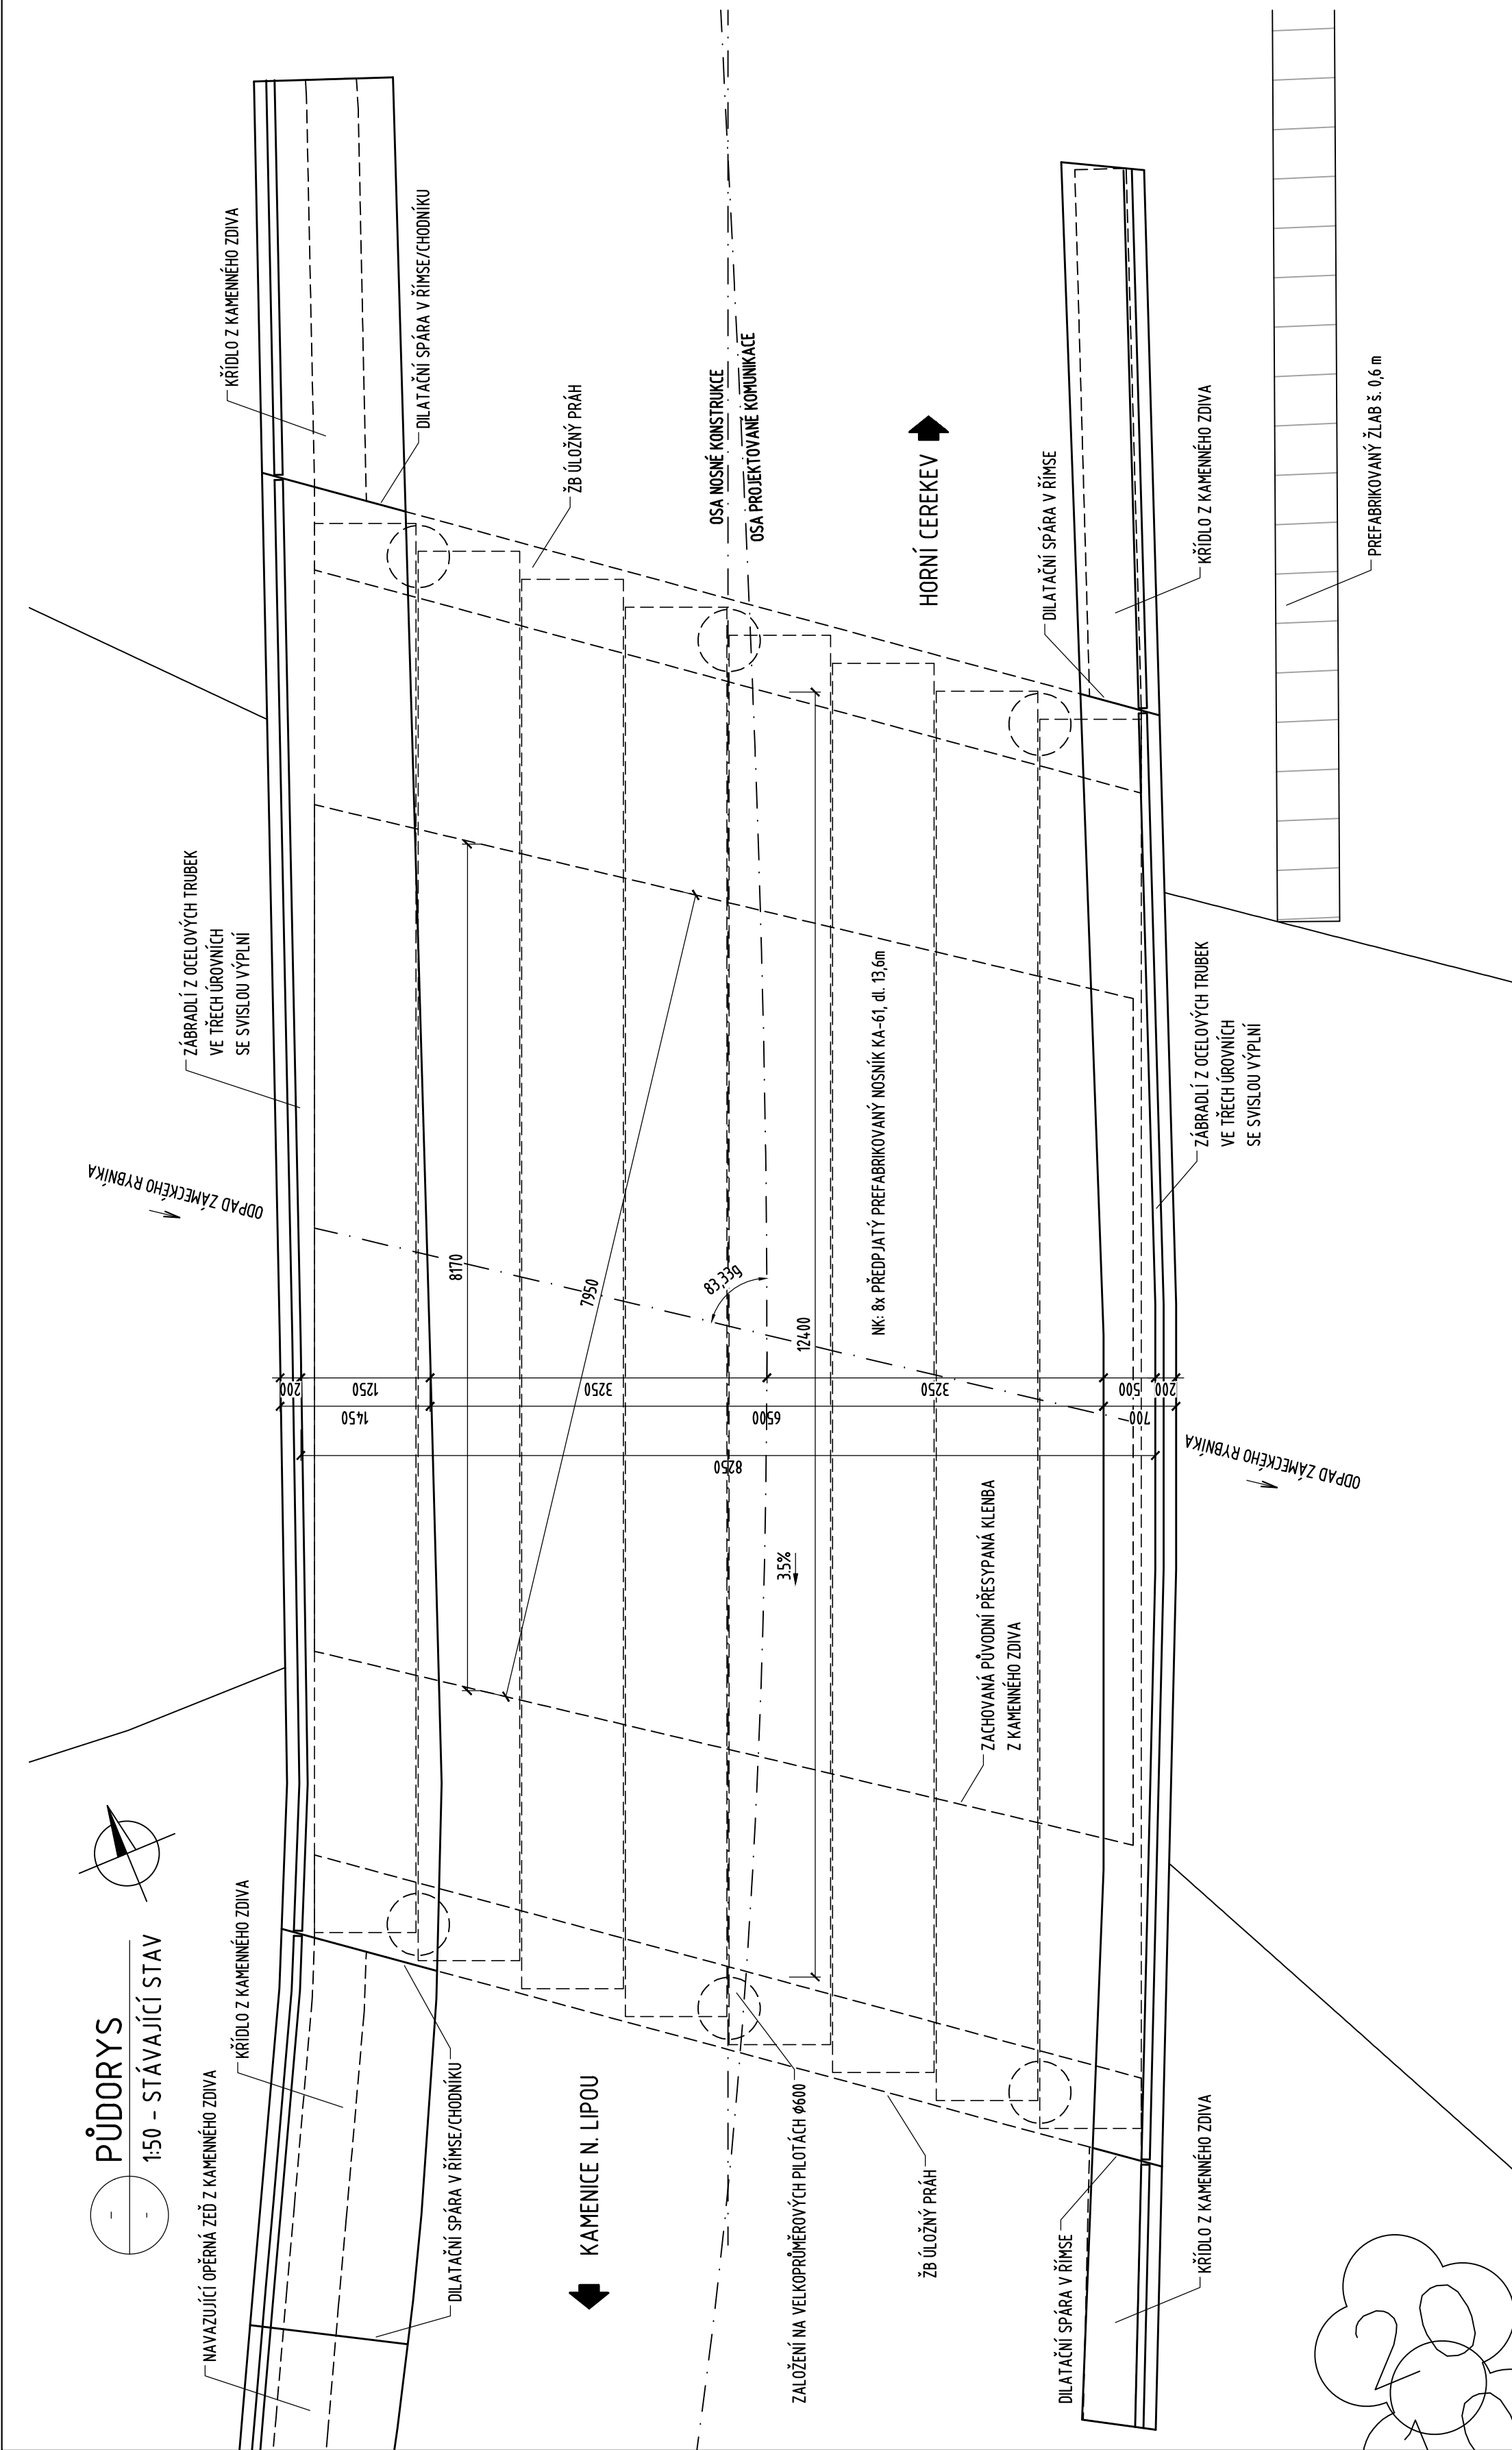 PŮDORYS
1:50 - STÁVAJÍCÍ STAV
NAVAZUJÍCÍ OPĚRNÁ ZEĎ Z KAMENNÉHO ZDIVA
KŘÍDLO Z KAMENNÉHO ZDIVA
ZÁBRADLÍ Z OCELOVÝCH TRUBEK
VE TŘECH ÚROVNÍCH
SE SVISLOU VÝPLNÍ
KŘÍDLO Z KAMENNÉHO ZDIVA
ODPAD ZÁMECKÉHO RYBNÍKA
DILATAČNÍ SPÁRA V ŘÍMSE/CHODNÍKU
DILATAČNÍ SPÁRA V ŘÍMSE/CHODNÍKU
ŽB ÚLOŽNÝ PRÁH
KAMENICE N. LIPOU
OSA NOSNÉ KONSTRUKCE
OSA PROJEKTOVANÉ KOMUNIKACE
8170
7950
83,33g
12400
200
1250
3250
3250
500
200
1450
6500
700
8250
3.5%
NK: 8x PŘEDPJATÝ PREFABRIKOVANÝ NOSNÍK KA-61, dl. 13,6m
HORNÍ CEREKEV
ZALOŽENÍ NA VELKOPRŮMĚROVÝCH PILOTÁCH ϕ600
ŽB ÚLOŽNÝ PRÁH
ZACHOVANÁ PŮVODNÍ PŘESYPANÁ KLENBA
Z KAMENNÉHO ZDIVA
DILATAČNÍ SPÁRA V ŘÍMSE
DILATAČNÍ SPÁRA V ŘÍMSE
KŘÍDLO Z KAMENNÉHO ZDIVA
ZÁBRADLÍ Z OCELOVÝCH TRUBEK
VE TŘECH ÚROVNÍCH
SE SVISLOU VÝPLNÍ
KŘÍDLO Z KAMENNÉHO ZDIVA
ODPAD ZÁMECKÉHO RYBNÍKA
PREFABRIKOVANÝ ŽLAB š. 0,6 m